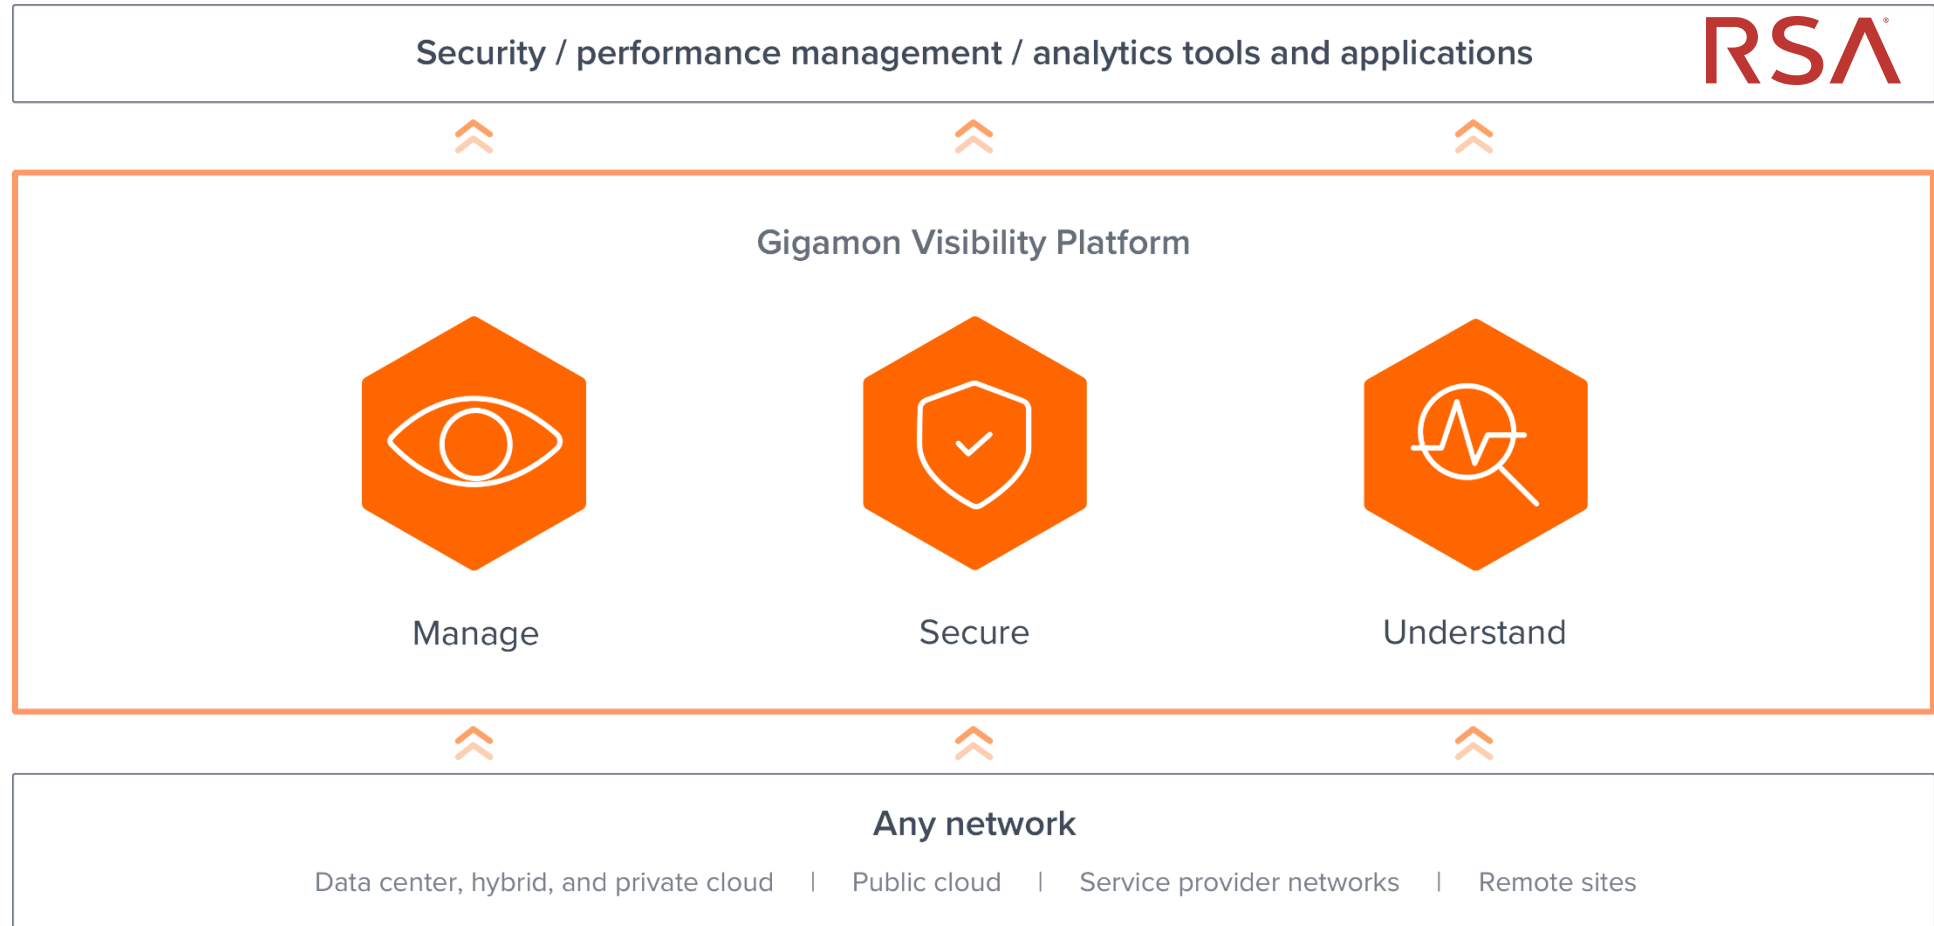 Security / performance management / analytics tools and applications
RSA®
Gigamon Visibility Platform
Manage
Secure
Understand
Any network
Data center, hybrid, and private cloud | Public cloud | Service provider networks | Remote sites